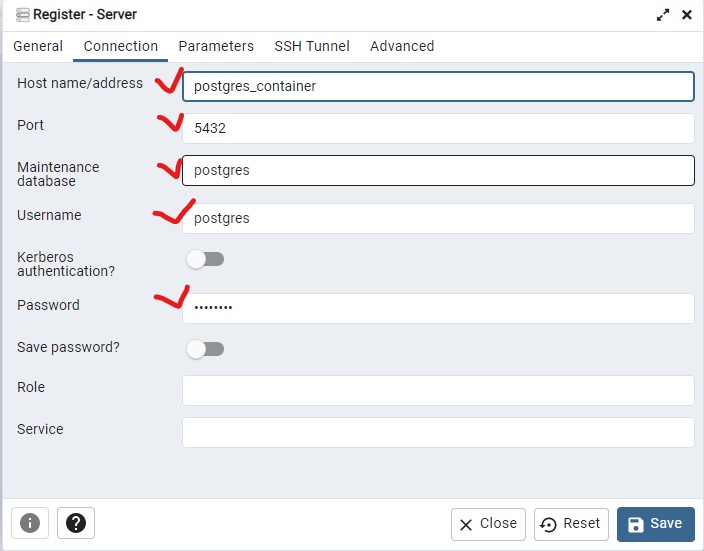 Register - Server
General Connection Parameters SSH Tunnel Advanced
Host name/address postgres_container
Port 5432
Maintenance
database postgres
Username postgres
Kerberos
authentication?
Password ••••••••
Save password?
Role
Service
Close Reset Save